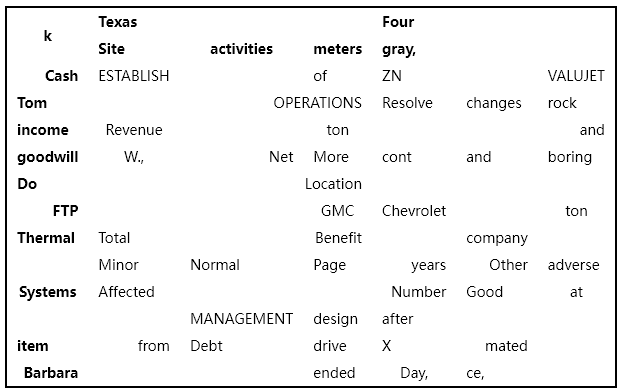 k Texas Four
Site activities meters gray,
Cash ESTABLISH of ZN VALUJET
Tom OPERATIONS Resolve changes rock
income Revenue ton and
goodwill W., Net More cont and boring
Do Location
FTP GMC Chevrolet ton
Thermal Total Benefit company
Minor Normal Page years Other adverse
Systems Affected Number Good at
MANAGEMENT design after
item from Debt drive X mated
Barbara ended Day, ce,